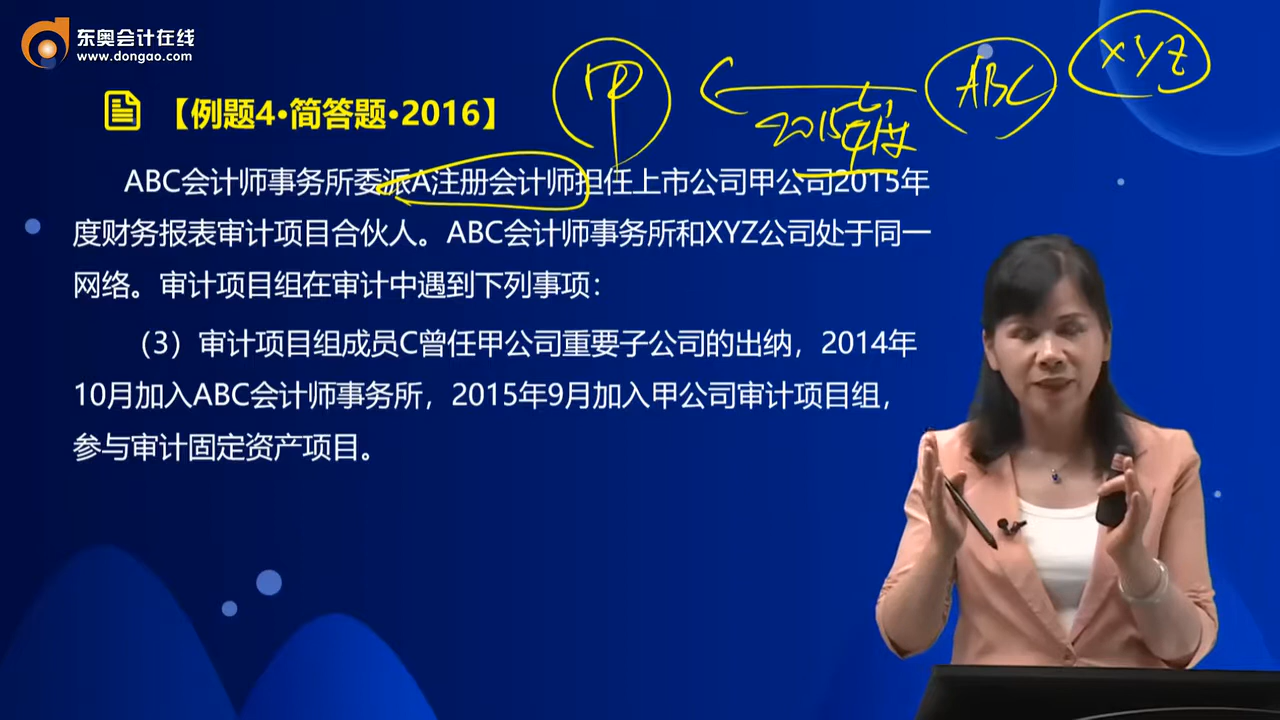 东奥会计在线
www.dongao.com
【例题4•简答题•2016】
甲
ABC
XYZ
2015
ABC会计师事务所委派A注册会计师担任上市公司甲公司2015年
度财务报表审计项目合伙人。ABC会计师事务所和XYZ公司处于同一
网络。审计项目组在审计中遇到下列事项：
（3）审计项目组成员C曾任甲公司重要子公司的出纳，2014年
10月加入ABC会计师事务所，2015年9月加入甲公司审计项目组，
参与审计固定资产项目。